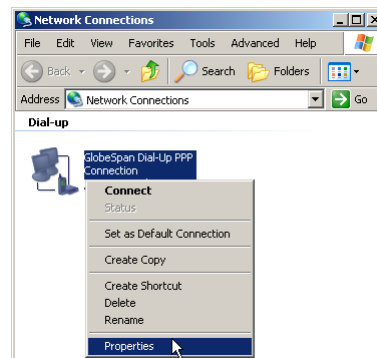 Network Connections
File Edit View Favorites Tools Advanced Help
Back Search Folders
Address Network Connections Go
Dial-up
GlobeSpan Dial-Up PPP
Connection
Connect
Status
Set as Default Connection
Create Copy
Create Shortcut
Delete
Rename
Properties